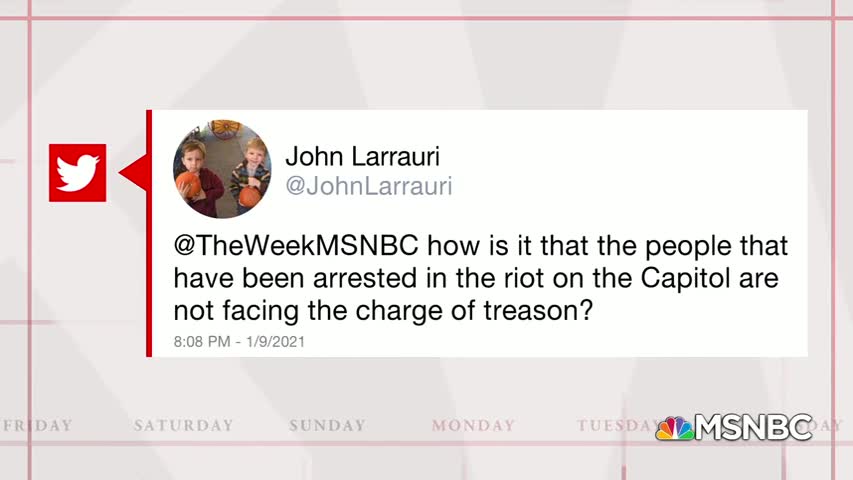 John Larrauri
@JohnLarrauri
@TheWeekMSNBC how is it that the people that
have been arrested in the riot on the Capitol are
not facing the charge of treason?
8:08 PM - 1/9/2021
FRIDAY SATURDAY SUNDAY MONDAY TUESDAY
MSNBC